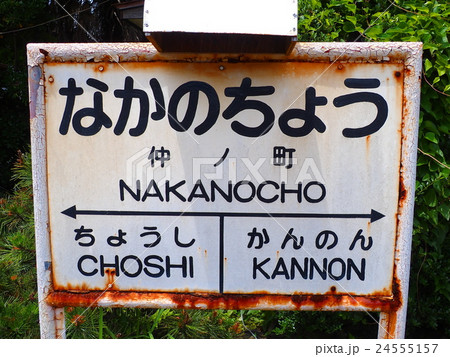 なかのちょう
仲ノ町
NAKANOCHO
ちょうし かんのん
CHOSHI KANNON
PIXTA
pixta.jp - 24555157